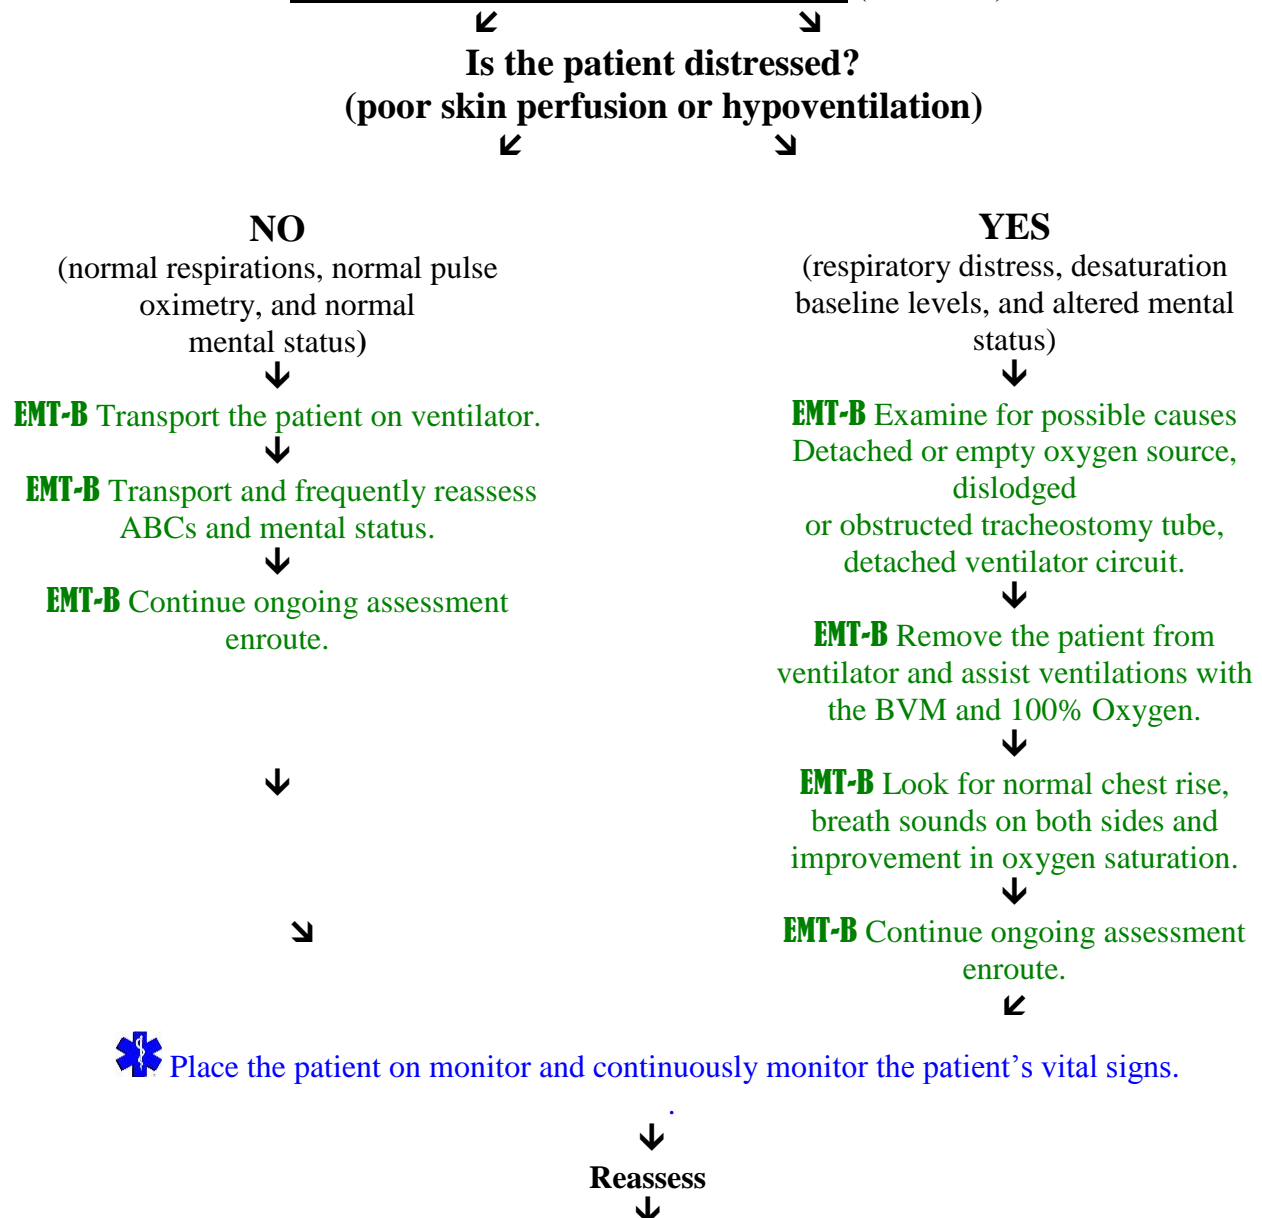 Is the patient distressed?
(poor skin perfusion or hypoventilation)
NO
(normal respirations, normal pulse
oximetry, and normal
mental status)
EMT-B Transport the patient on ventilator.
EMT-B Transport and frequently reassess
ABCs and mental status.
EMT-B Continue ongoing assessment
enroute.
YES
(respiratory distress, desaturation
baseline levels, and altered mental
status)
EMT-B Examine for possible causes
Detached or empty oxygen source,
dislodged
or obstructed tracheostomy tube,
detached ventilator circuit.
EMT-B Remove the patient from
ventilator and assist ventilations with
the BVM and 100% Oxygen.
EMT-B Look for normal chest rise,
breath sounds on both sides and
improvement in oxygen saturation.
EMT-B Continue ongoing assessment
enroute.
Place the patient on monitor and continuously monitor the patient’s vital signs.
.
Reassess